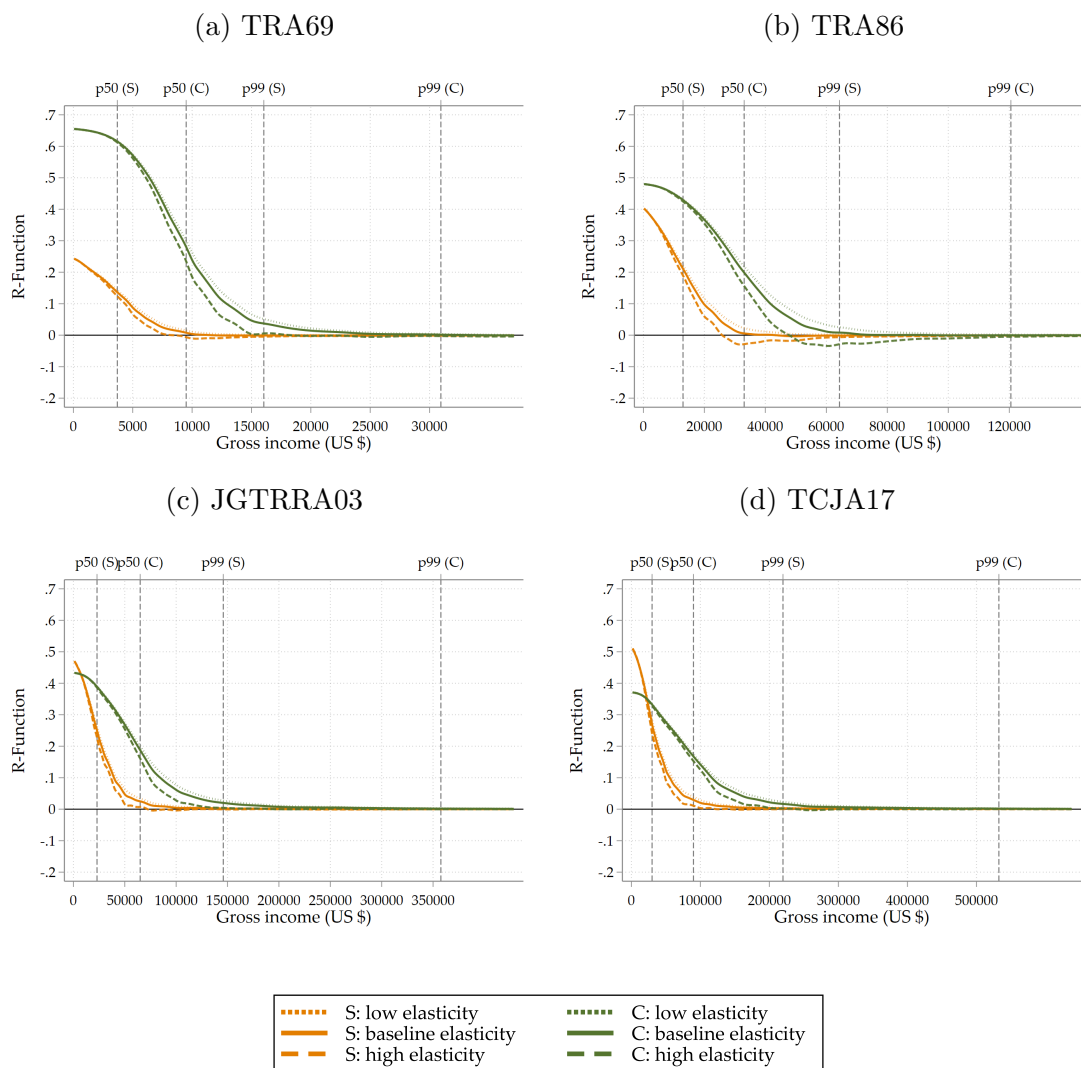 (a) TRA69
(b) TRA86
p50 (S) p50 (C) p99 (S) p99 (C)
.7
.6
.5
.4
.3
.2
.1
0
-.1
-.2
R-Function
0 5000 10000 15000 20000 25000 30000
Gross income (US $)
p50 (S) p50 (C) p99 (S) p99 (C)
.7
.6
.5
.4
.3
.2
.1
0
-.1
-.2
R-Function
0 20000 40000 60000 80000 100000 120000
Gross income (US $)
(c) JGTRRA03
(d) TCJA17
p50 (S) p50 (C) p99 (S) p99 (C)
.7
.6
.5
.4
.3
.2
.1
0
-.1
-.2
R-Function
0 50000 100000 150000 200000 250000 300000 350000
Gross income (US $)
p50 (S) p50 (C) p99 (S) p99 (C)
.7
.6
.5
.4
.3
.2
.1
0
-.1
-.2
R-Function
0 100000 200000 300000 400000 500000
Gross income (US $)
S: low elasticity
C: low elasticity
S: baseline elasticity
C: baseline elasticity
S: high elasticity
C: high elasticity